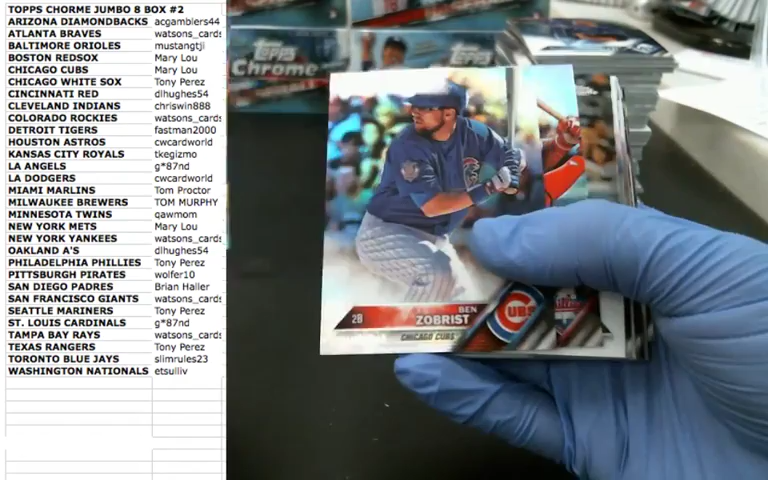 TOPPS CHORME JUMBO 8 BOX #2
ARIZONA DIAMONDBACKS acgamblers44
ATLANTA BRAVES watsons_cards
BALTIMORE ORIOLES mustangtji
BOSTON REDSOX Mary Lou
CHICAGO CUBS Mary Lou
CHICAGO WHITE SOX Tony Perez
CINCINNATI RED dlhughes54
CLEVELAND INDIANS chriswin888
COLORADO ROCKIES watsons_cards
DETROIT TIGERS fastman2000
HOUSTON ASTROS cwcardworld
KANSAS CITY ROYALS tkegizmo
LA ANGELS g*87nd
LA DODGERS cwcardworld
MIAMI MARLINS Tom Proctor
MILWAUKEE BREWERS TOM MURPHY
MINNESOTA TWINS qawmom
NEW YORK METS Mary Lou
NEW YORK YANKEES watsons_cards
OAKLAND A'S dlhughes54
PHILADELPHIA PHILLIES Tony Perez
PITTSBURGH PIRATES wolfer10
SAN DIEGO PADRES Brian Haller
SAN FRANCISCO GIANTS watsons_cards
SEATTLE MARINERS Tony Perez
ST. LOUIS CARDINALS g*87nd
TAMPA BAY RAYS watsons_cards
TEXAS RANGERS Tony Perez
TORONTO BLUE JAYS slimrules23
WASHINGTON NATIONALS etsulliv
TOPPS
Chrome
TOPPS
2B
BEN
ZOBRIST
CHICAGO CUBS
CUBS